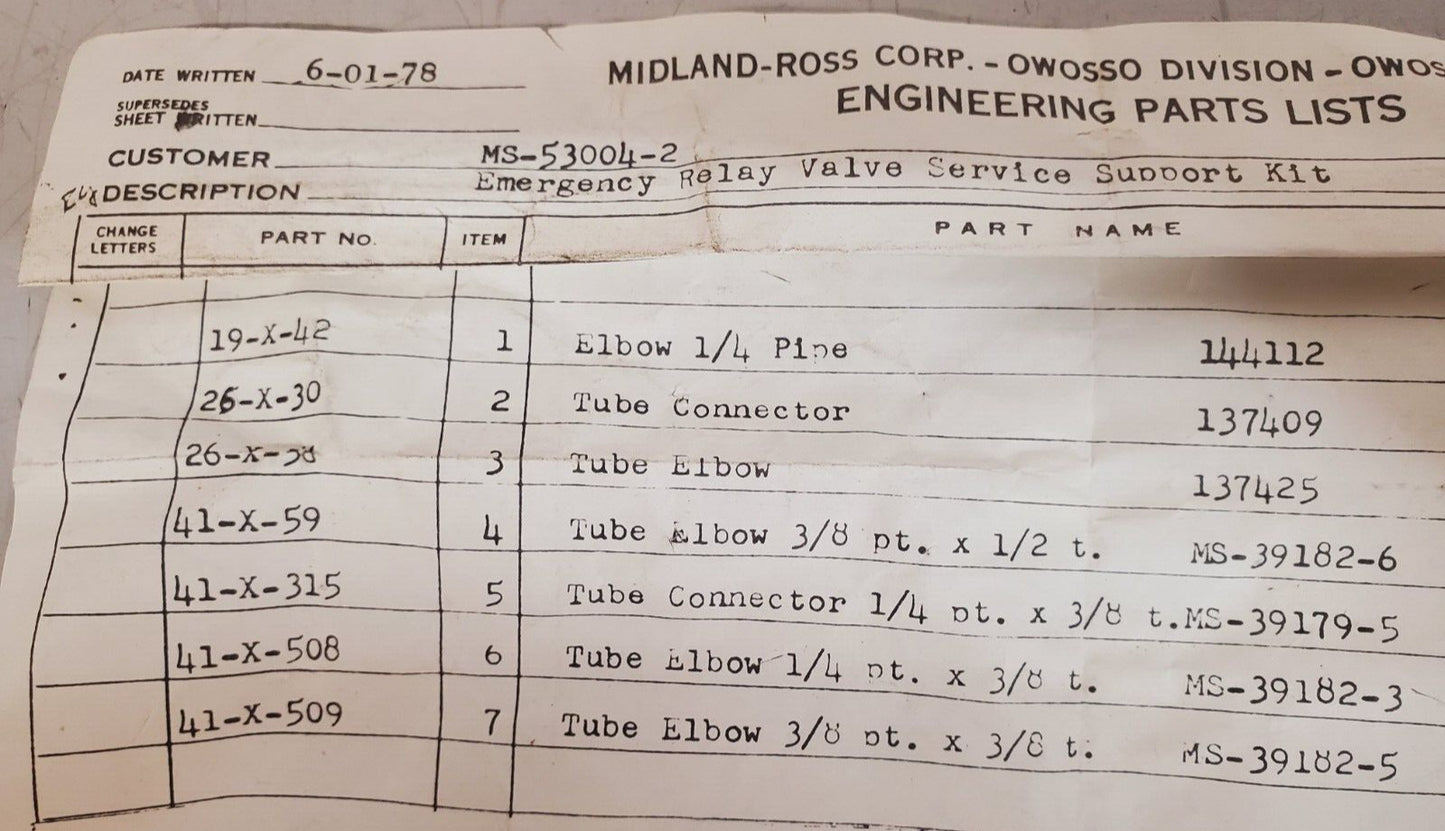 DATE WRITTEN 6-01-78
MIDLAND-ROSS CORP. - OWOSSO DIVISION - OWOS
SUPERSEDES
SHEET WRITTEN
ENGINEERING PARTS LISTS
CUSTOMER MS-53004-2
DESCRIPTION Emergency Relay Valve Service Support Kit
CHANGE LETTERS PART NO. ITEM PART NAME
19-X-42 1 Elbow 1/4 Pipe 144112
26-X-30 2 Tube Connector 137409
26-X- 3 Tube Elbow 137425
41-X-59 4 Tube Elbow 3/8 pt. x 1/2 t. MS-39182-6
41-X-315 5 Tube Connector 1/4 pt. x 3/8 t. MS-39179-5
41-X-508 6 Tube Elbow 1/4 pt. x 3/8 t. MS-39182-3
41-X-509 7 Tube Elbow 3/8 pt. x 3/8 t. MS-39182-5